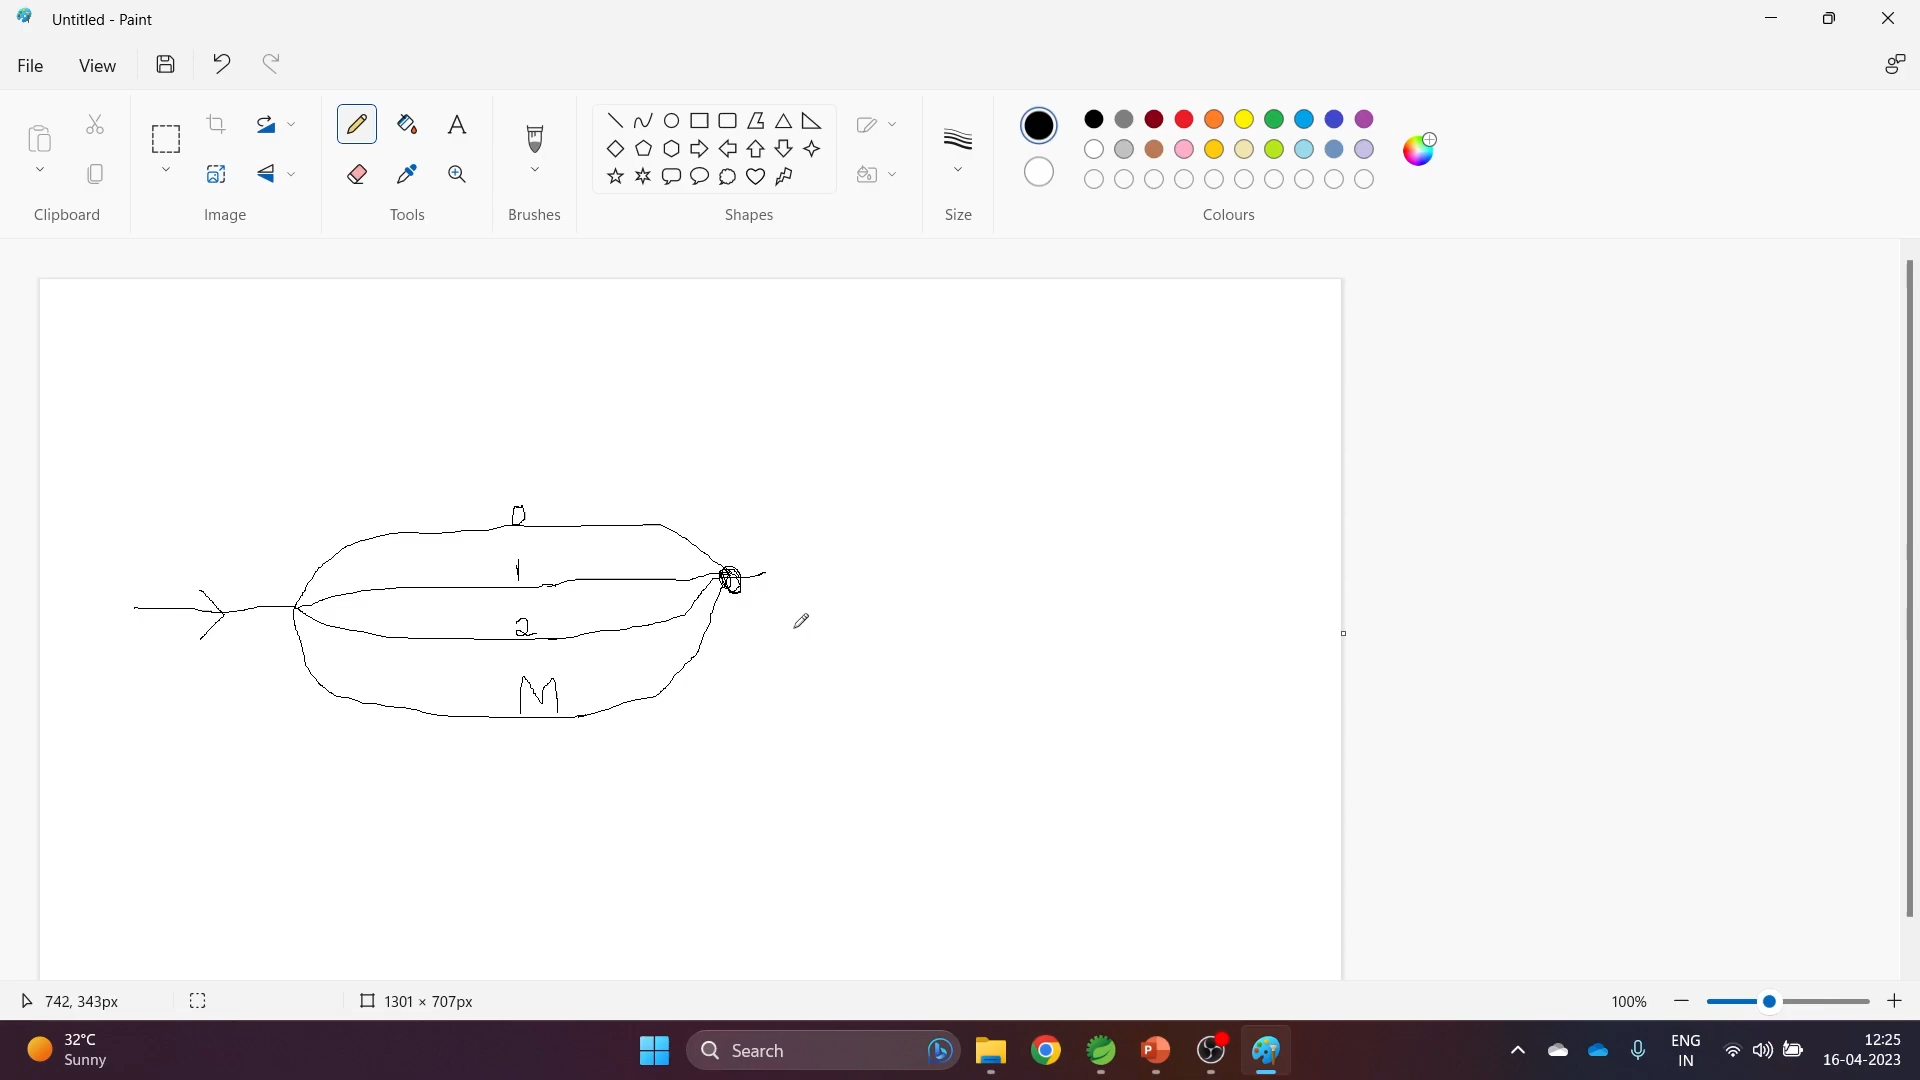 Untitled - Paint
File View
Clipboard
Image
Tools
Brushes
Shapes
Size
Colours
0
1
2
M
742, 343px
1301 × 707px
100%
32°C
Sunny
Search
ENG
IN
12:25
16-04-2023